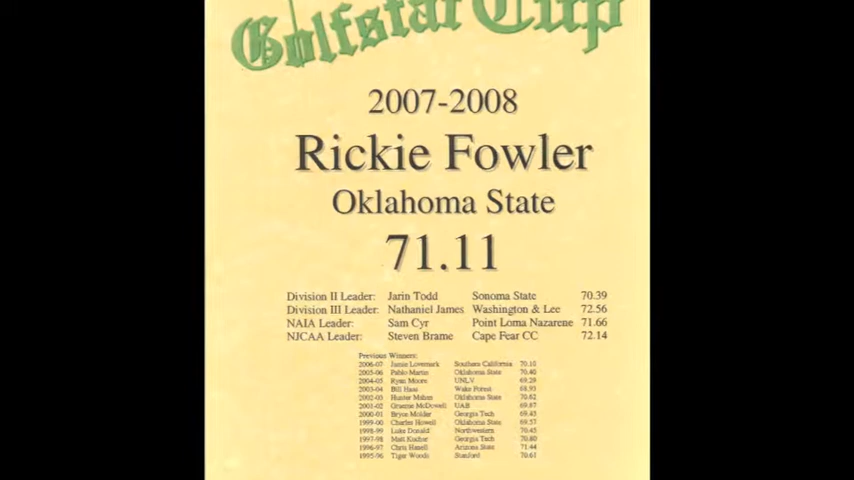 Golfstat Cup
2007-2008
Rickie Fowler
Oklahoma State
71.11
Division II Leader: Jarin Todd Sonoma State 70.39
Division III Leader: Nathaniel James Washington & Lee 72.56
NAIA Leader: Sam Cyr Point Loma Nazarene 71.66
NJCAA Leader: Steven Brame Cape Fear CC 72.14
Previous Winners:
2006-07 Jamie Lovemark Southern California 70.18
2005-06 Pablo Martin Oklahoma State 70.40
2004-05 Ryan Moore UNLV 69.29
2003-04 Bill Haas Wake Forest 68.93
2002-03 Hunter Mahan Oklahoma State 70.62
2001-02 Graeme McDowell UAB 69.87
2000-01 Bryce Molder Georgia Tech 69.43
1999-00 Charles Howell Oklahoma State 69.57
1998-99 Luke Donald Northwestern 70.45
1997-98 Matt Kuchar Georgia Tech 70.80
1996-97 Chris Hanell Arizona State 71.44
1995-96 Tiger Woods Stanford 70.61